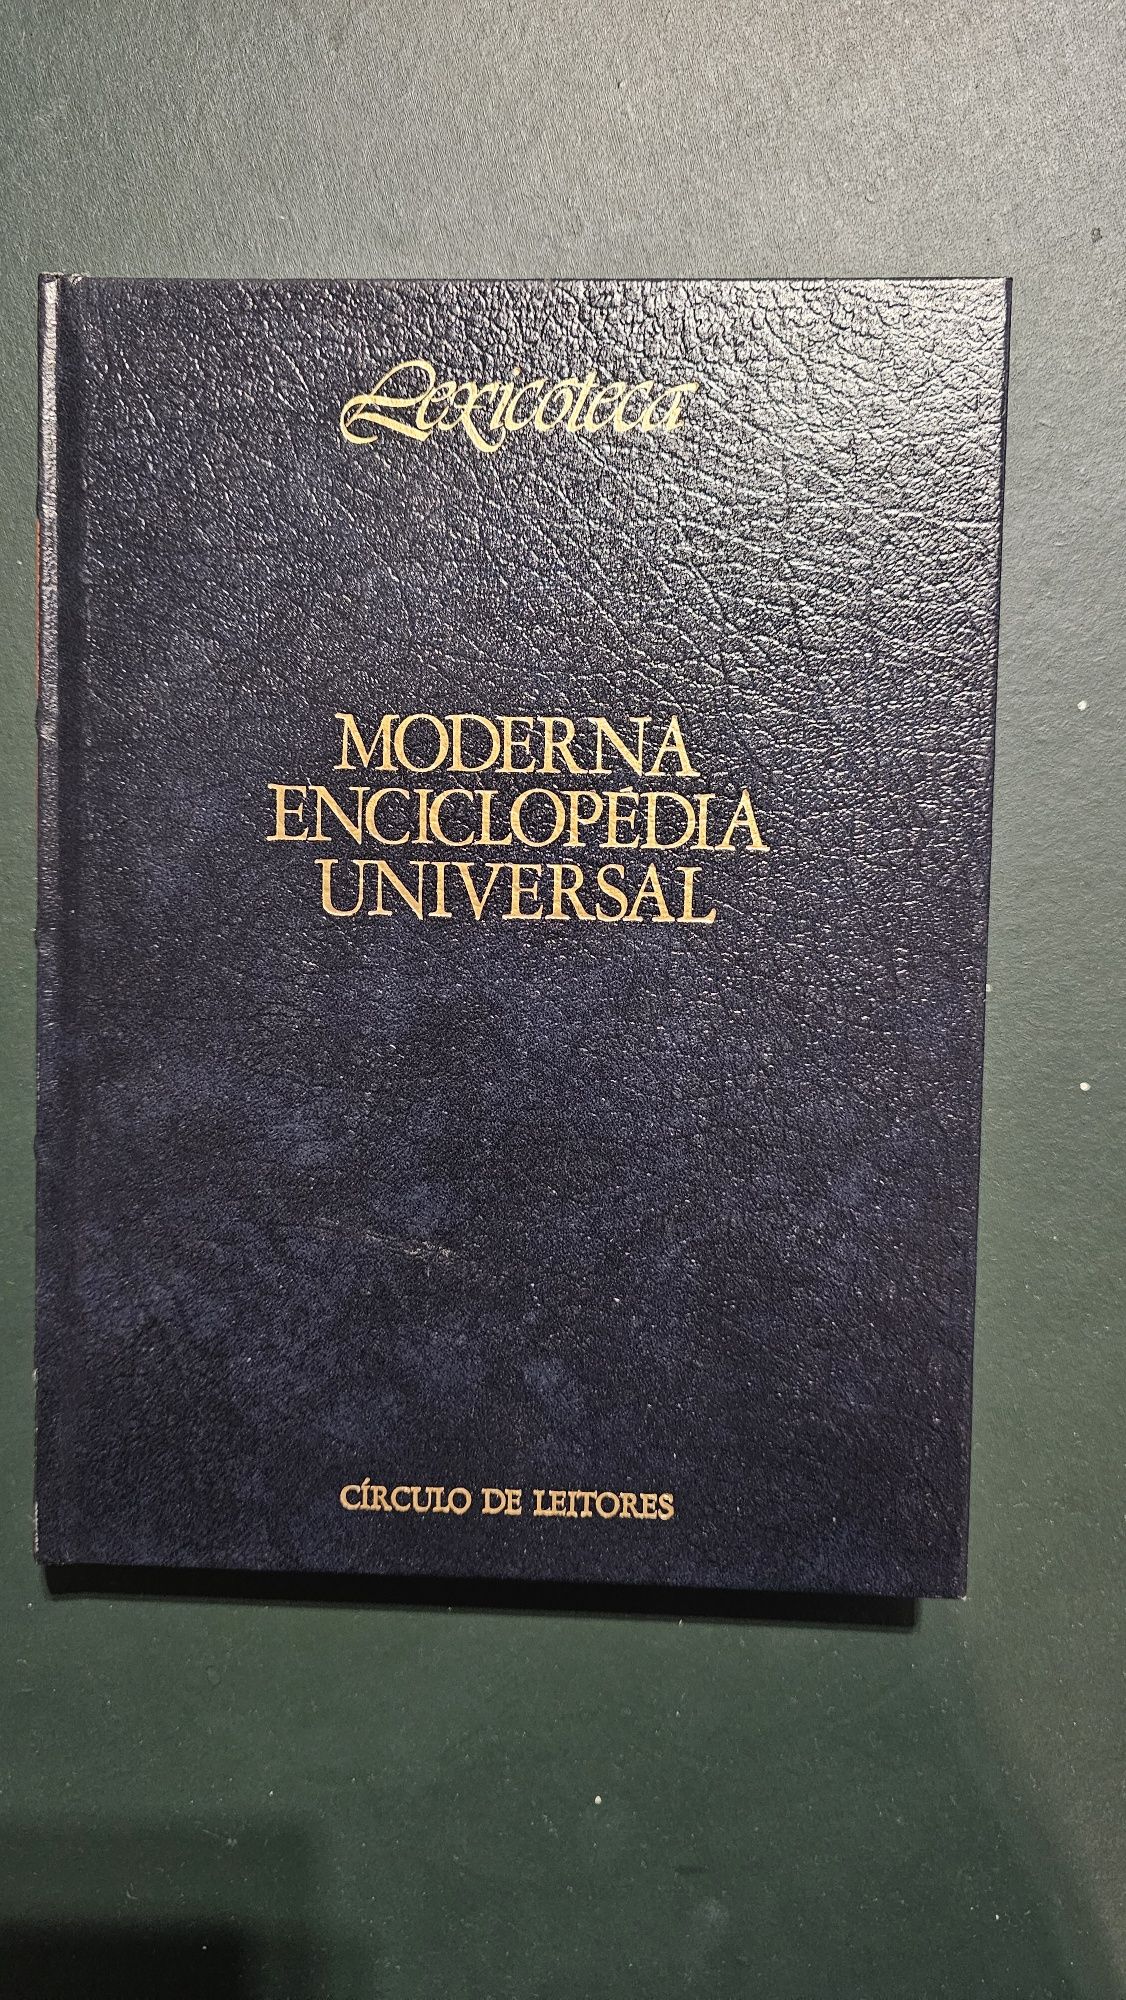 Lexicoteca
MODERNA
ENCICLOPÉDIA
UNIVERSAL
CÍRCULO DE LEITORES